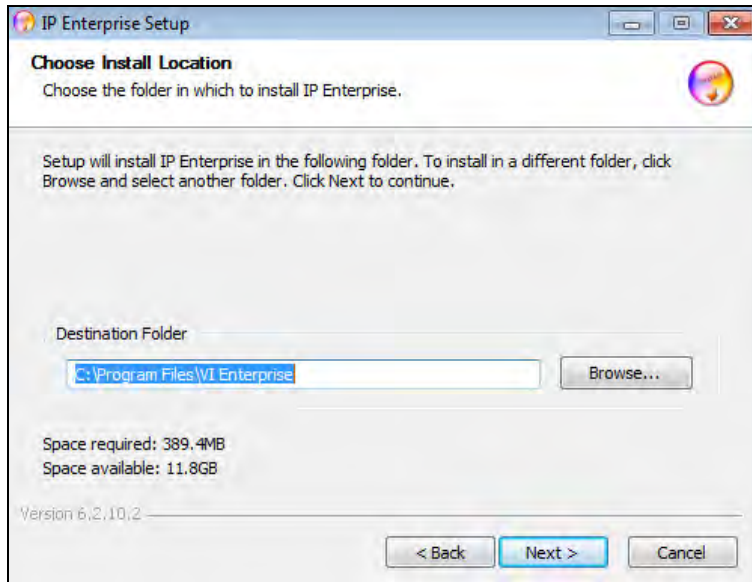 IP Enterprise Setup
Choose Install Location
Choose the folder in which to install IP Enterprise.
Setup will install IP Enterprise in the following folder. To install in a different folder, click
Browse and select another folder. Click Next to continue.
Destination Folder
C:\Program Files\VI Enterprise
Browse...
Space required: 389.4MB
Space available: 11.8GB
Version 6.2.10.2
< Back Next > Cancel